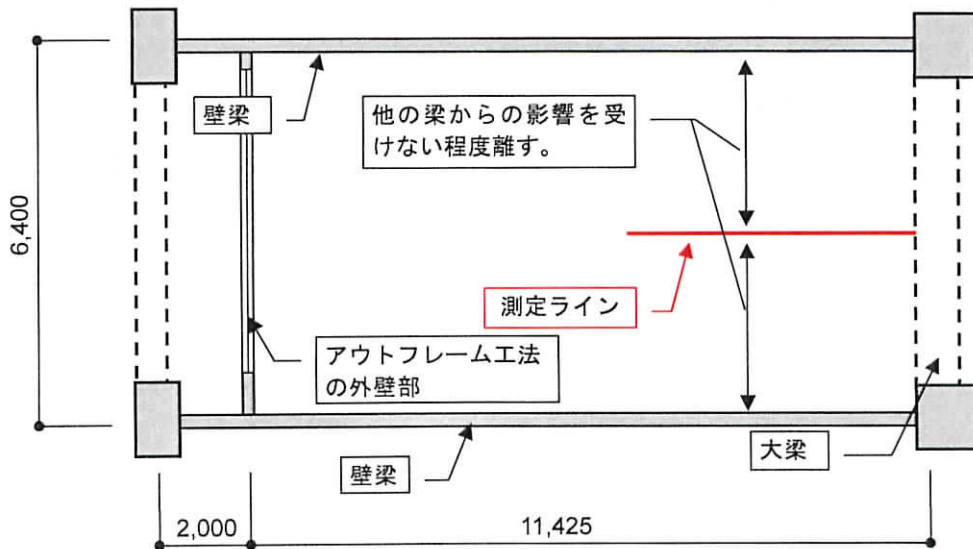 壁梁
他の梁からの影響を受
けない程度離す。
6,400
測定ライン
アウトフレーム工法
の外壁部
大梁
壁梁
2,000
11,425